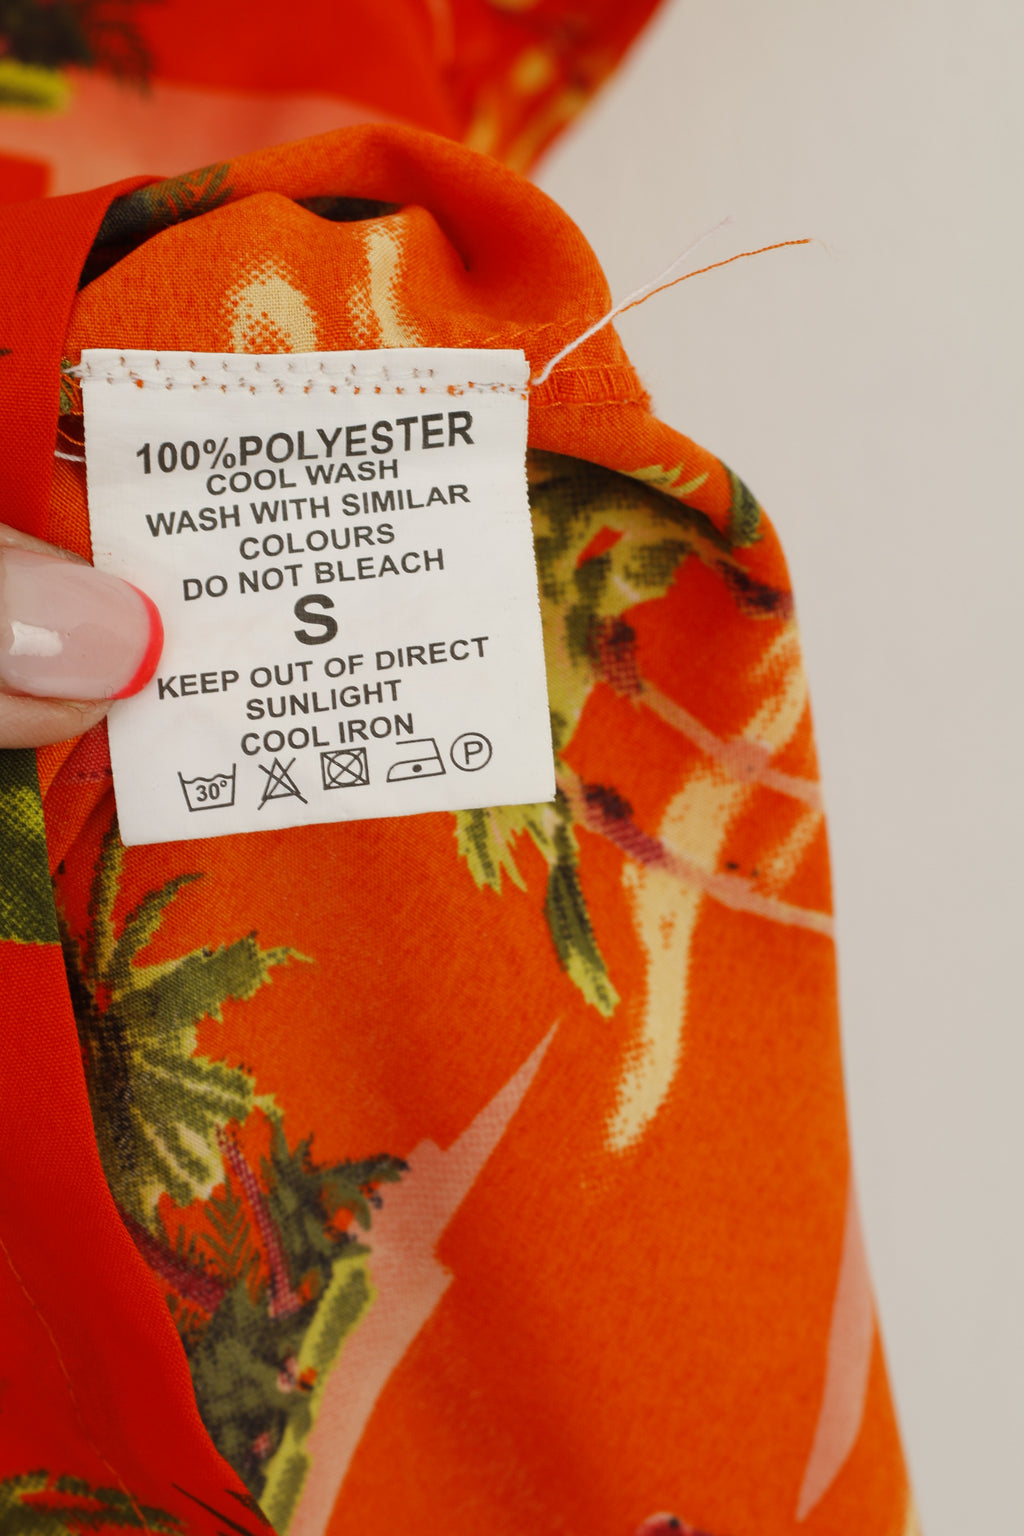 100%POLYESTER
COOL WASH
WASH WITH SIMILAR
COLOURS
DO NOT BLEACH
S
KEEP OUT OF DIRECT
SUNLIGHT
COOL IRON
30° P